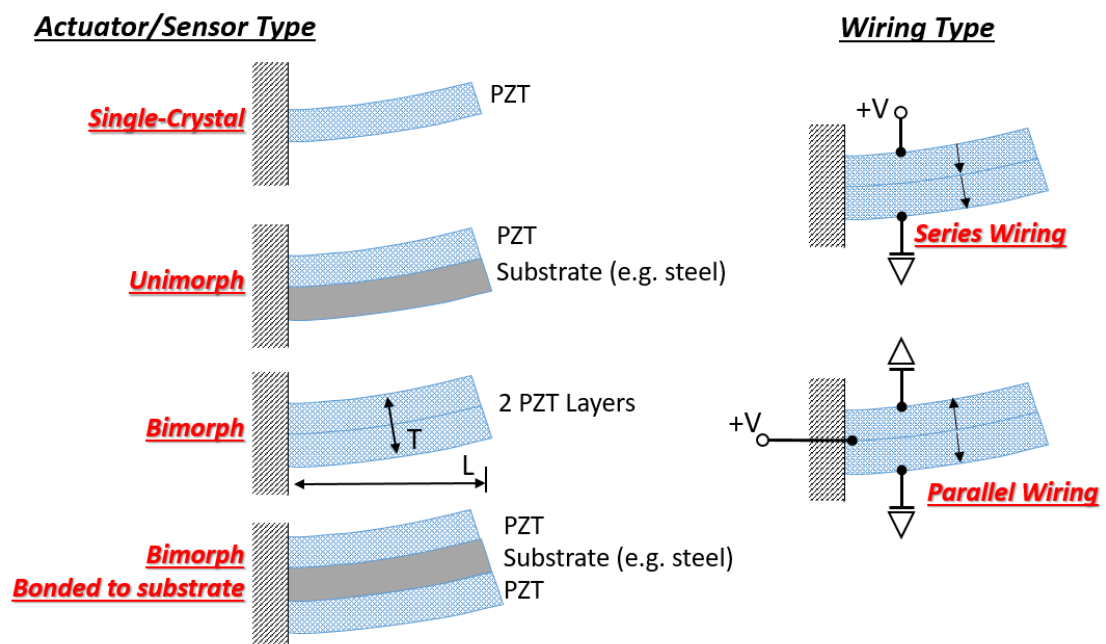 Actuator/Sensor Type
Single-Crystal
PZT
Unimorph
PZT
Substrate (e.g. steel)
Bimorph
2 PZT Layers
T
L
Bimorph
Bonded to substrate
PZT
Substrate (e.g. steel)
PZT
Wiring Type
+V
Series Wiring
+V
Parallel Wiring